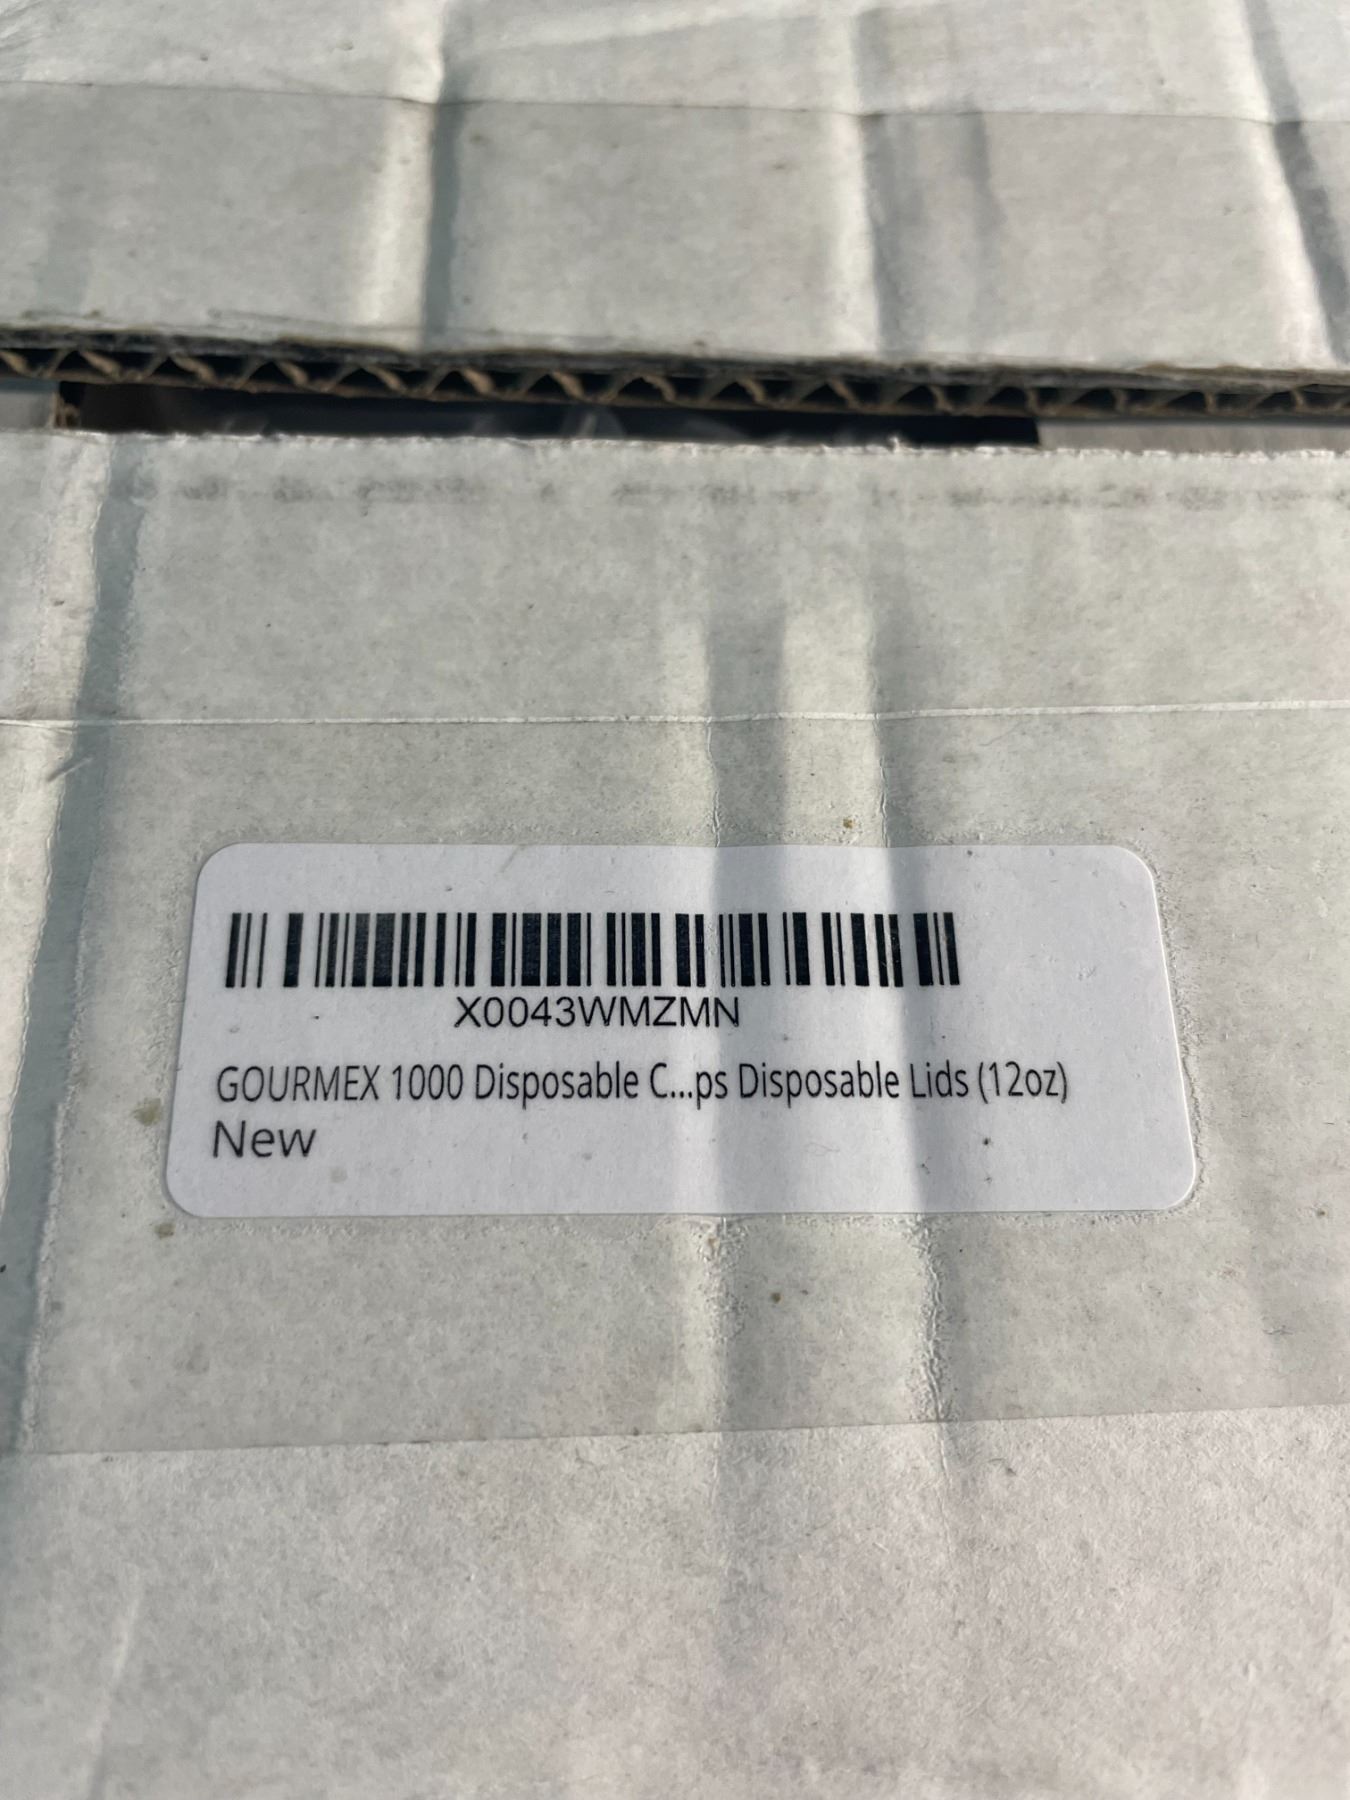 X0043WMZMN
GOURMEX 1000 Disposable C...ps Disposable Lids (12oz)
New